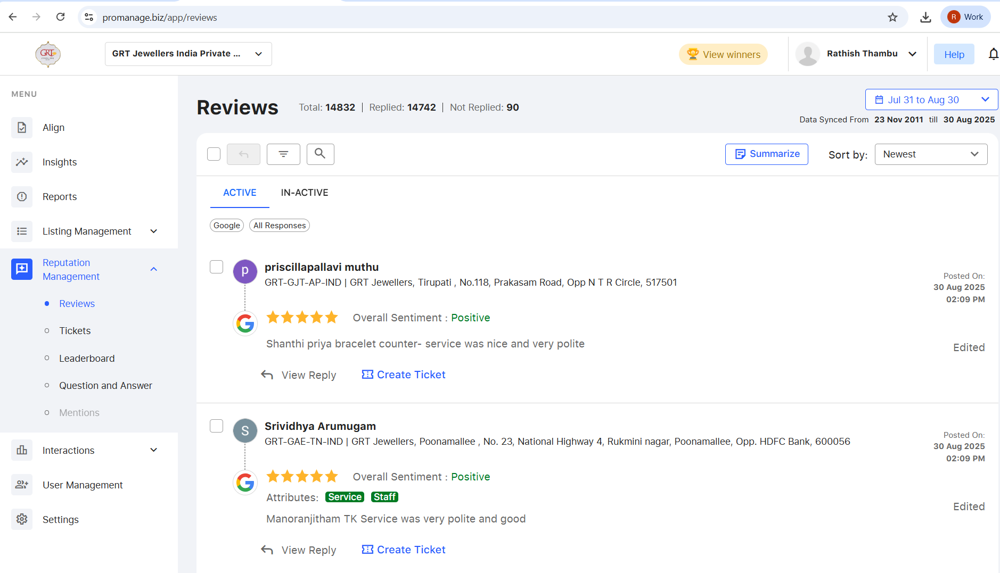 promanage.biz/app/reviews
R Work
GRT
GRT Jewellers India Private ...
View winners
Rathish Thambu
Help
MENU
Align
Insights
Reports
Listing Management
Reputation
Management
Reviews
Tickets
Leaderboard
Question and Answer
Mentions
Interactions
User Management
Settings
Reviews
Total: 14832 | Replied: 14742 | Not Replied: 90
Jul 31 to Aug 30
Data Synced From 23 Nov 2011 till 30 Aug 2025
Summarize
Sort by: Newest
ACTIVE IN-ACTIVE
Google All Responses
p
priscillapallavi muthu
GRT-GJT-AP-IND | GRT Jewellers, Tirupati , No.118, Prakasam Road, Opp N T R Circle, 517501
Posted On:
30 Aug 2025
02:09 PM
Overall Sentiment : Positive
Shanthi priya bracelet counter- service was nice and very polite
Edited
View Reply Create Ticket
S
Srividhya Arumugam
GRT-GAE-TN-IND | GRT Jewellers, Poonamallee , No. 23, National Highway 4, Rukmini nagar, Poonamallee, Opp. HDFC Bank, 600056
Posted On:
30 Aug 2025
02:09 PM
Overall Sentiment : Positive
Attributes: Service Staff
Manoranjitham TK Service was very polite and good
Edited
View Reply Create Ticket